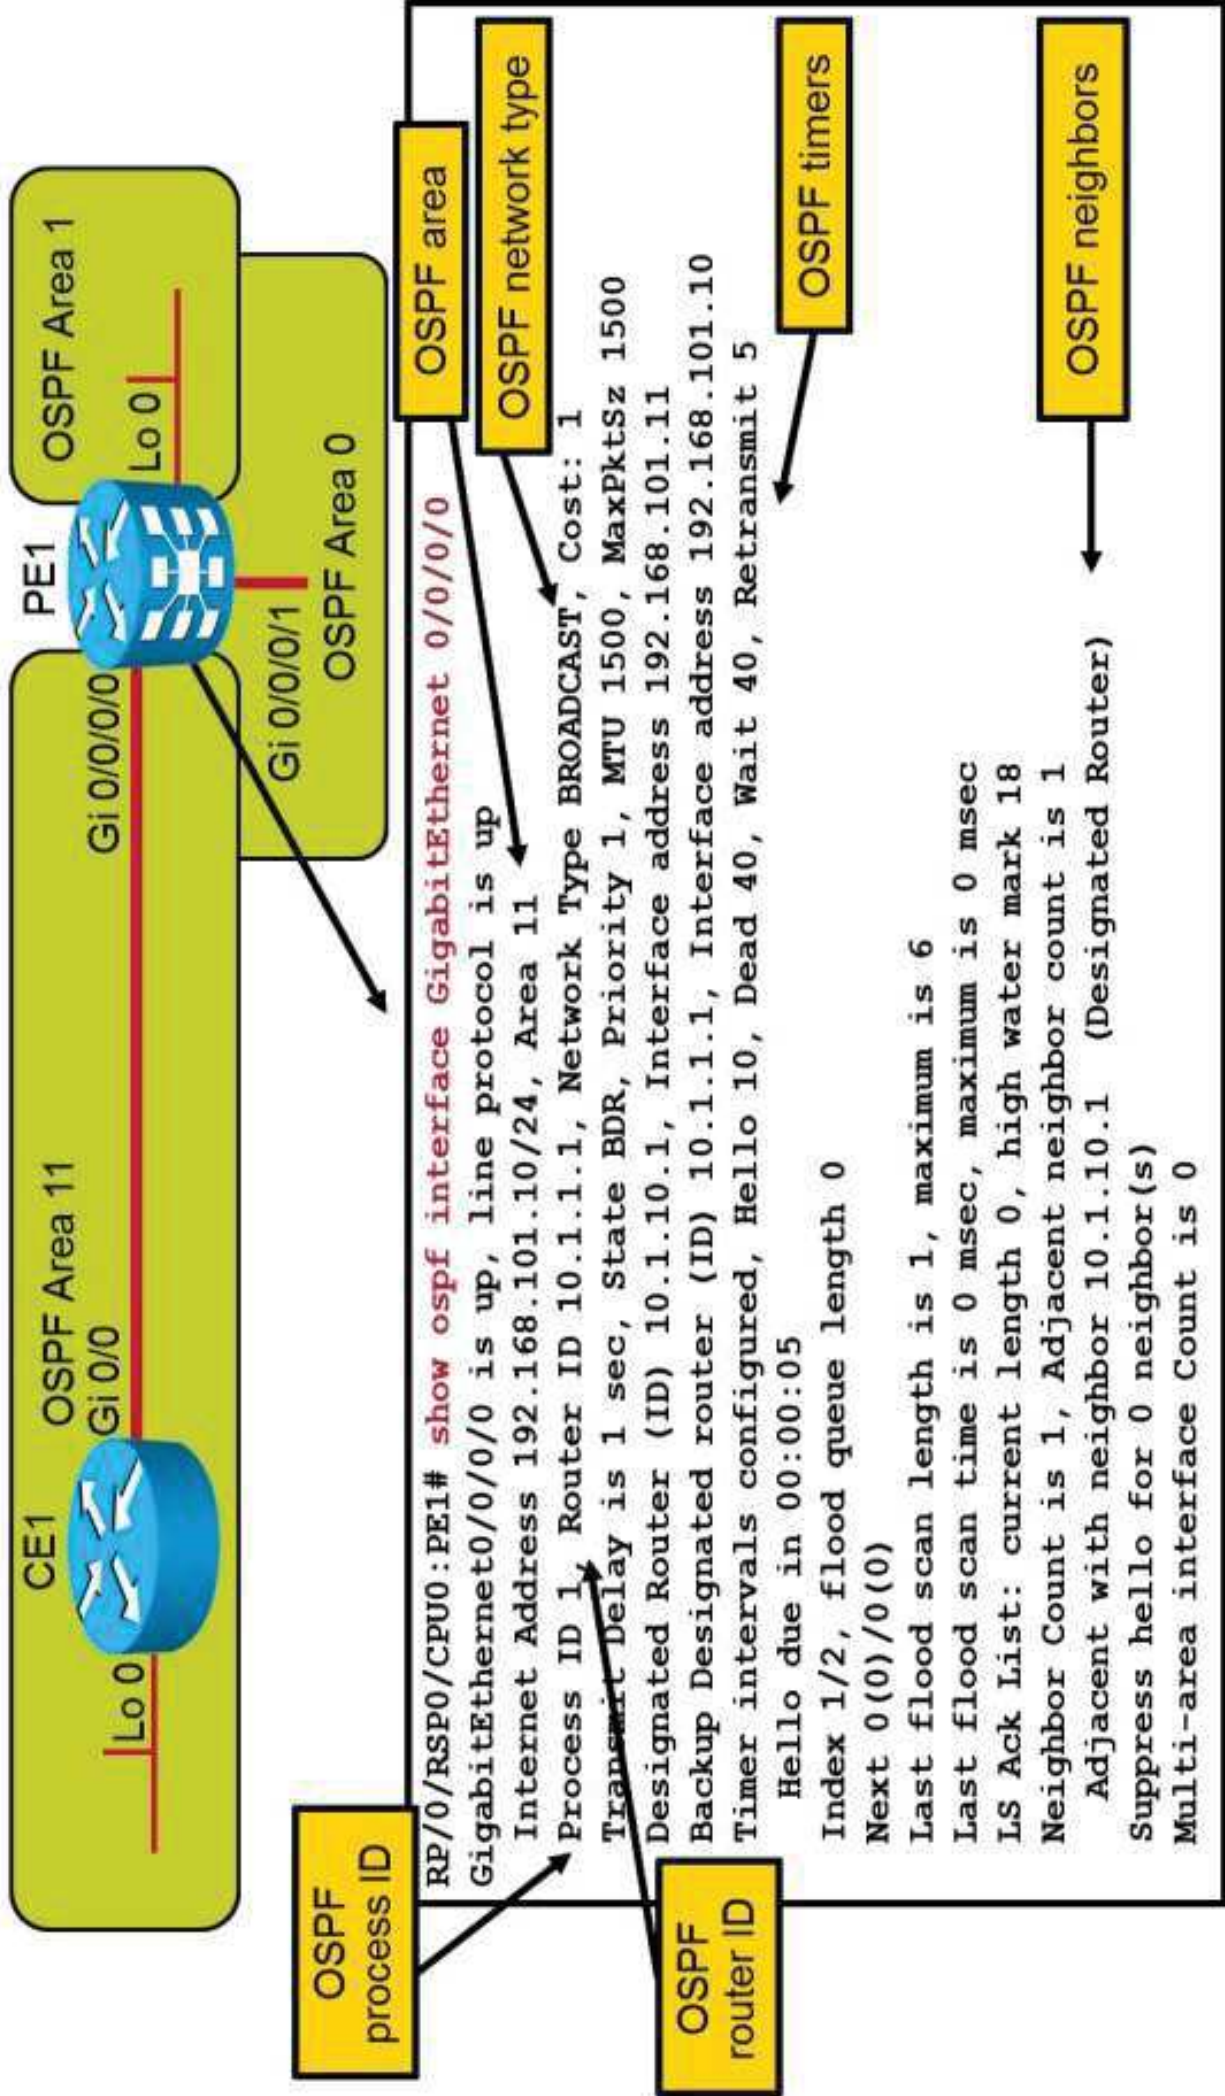 CE1
OSPF Area 11
Gi 0/0
Lo 0
Gi 0/0/0/0
PE1
OSPF Area 1
Lo 0
Gi 0/0/0/1
OSPF Area 0
OSPF
process ID
OSPF
router ID
OSPF area
OSPF network type
OSPF timers
OSPF neighbors
RP/0/RSP0/CPU0:PE1# show ospf interface GigabitEthernet 0/0/0/0
GigabitEthernet0/0/0/0 is up, line protocol is up
Internet Address 192.168.101.10/24, Area 11
Process ID 1, Router ID 10.1.1.1, Network Type BROADCAST, Cost: 1
Transmit Delay is 1 sec, State BDR, Priority 1, MTU 1500, MaxPktSz 1500
Designated Router (ID) 10.1.10.1, Interface address 192.168.101.11
Backup Designated router (ID) 10.1.1.1, Interface address 192.168.101.10
Timer intervals configured, Hello 10, Dead 40, Wait 40, Retransmit 5
Hello due in 00:00:05
Index 1/2, flood queue length 0
Next 0(0)/0(0)
Last flood scan length is 1, maximum is 6
Last flood scan time is 0 msec, maximum is 0 msec
LS Ack List: current length 0, high water mark 18
Neighbor Count is 1, Adjacent neighbor count is 1
Adjacent with neighbor 10.1.10.1 (Designated Router)
Suppress hello for 0 neighbor(s)
Multi-area interface Count is 0